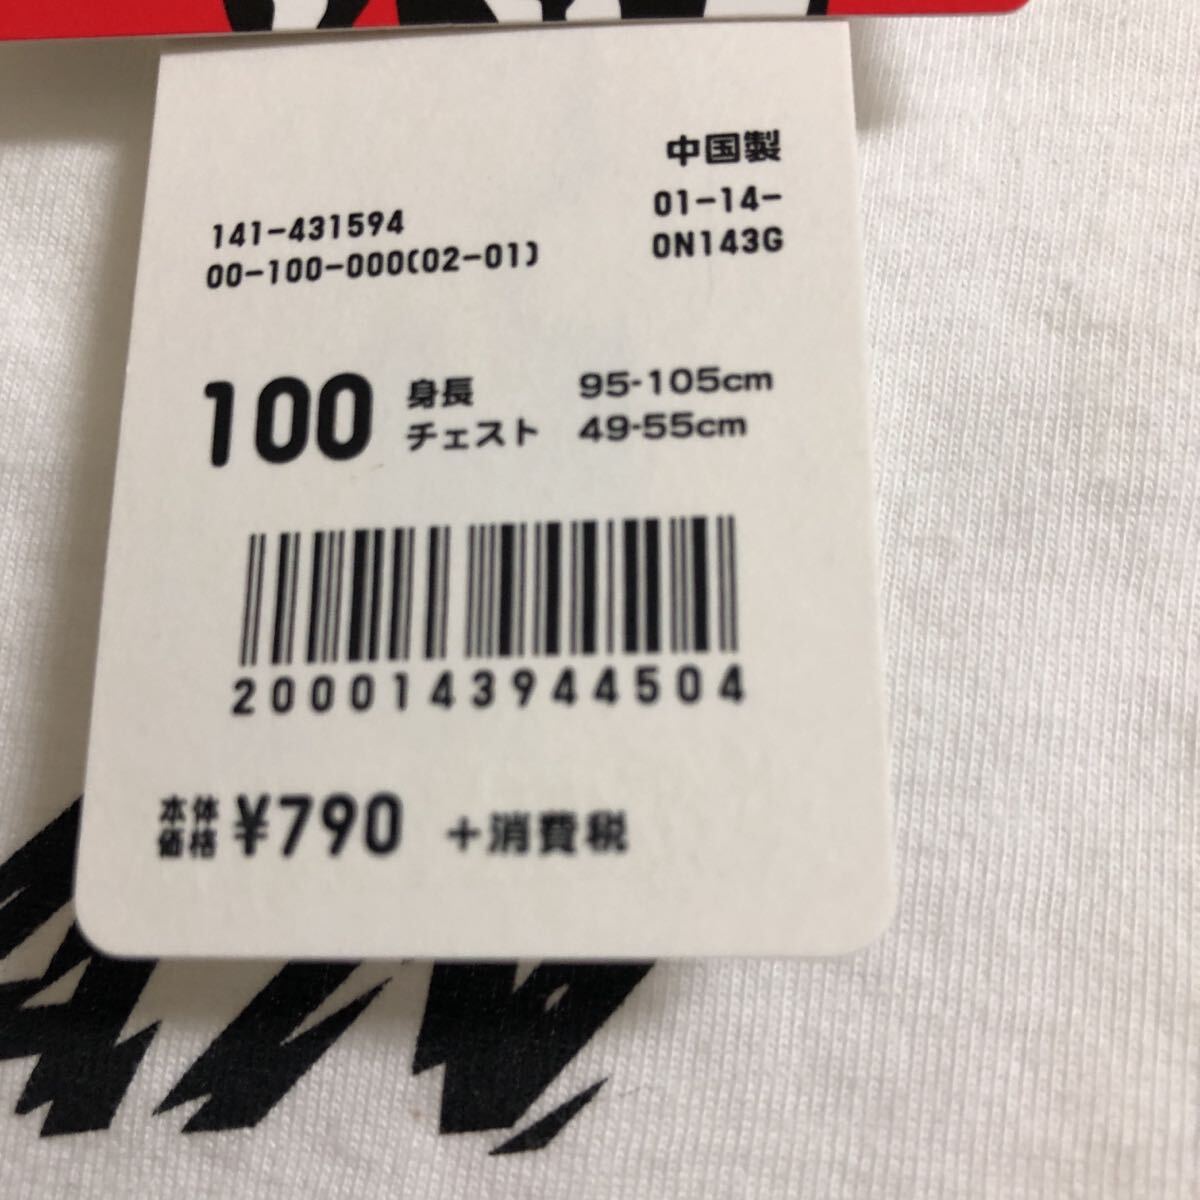 中国製
141-431594
01-14-
00-100-000(02-01)
0N143G
100
身長 95-105cm
チェスト 49-55cm
2000143944504
本体価格 ¥790 +消費税